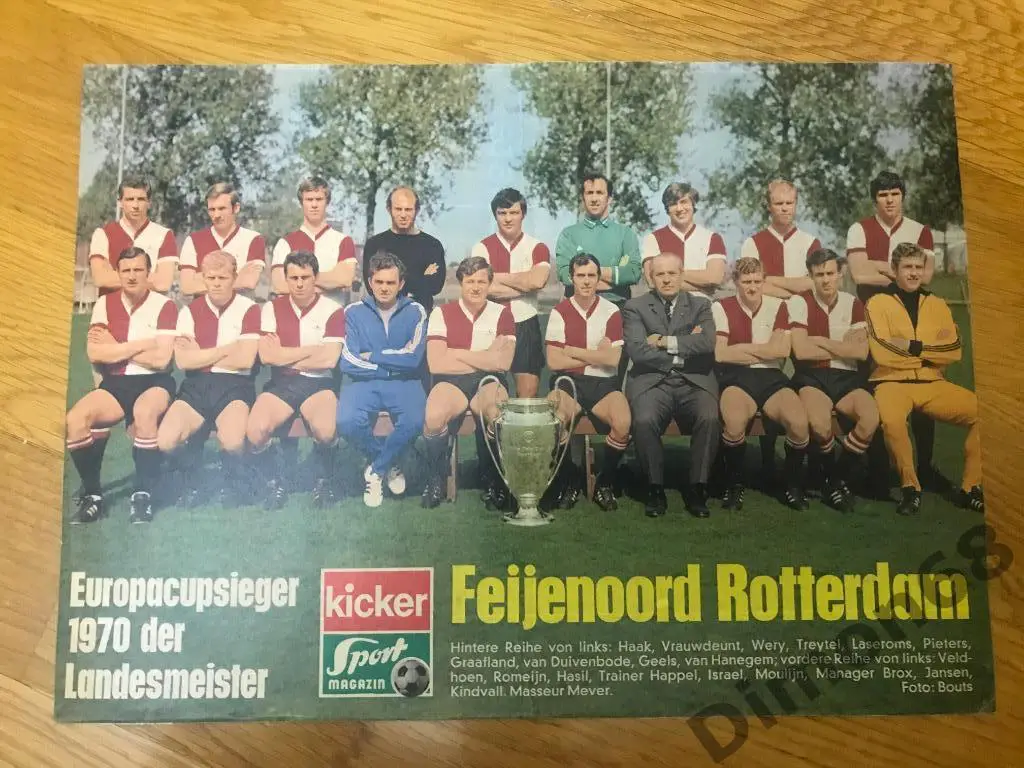 Europacupsieger
1970 der
Landesmeister
kicker
Sport
MAGAZIN
Feijenoord Rotterdam
Hintere Reihe von links: Haak, Vrauwdeunt, Wery, Treytel, Laseroms, Pieters,
Graafland, van Duivenbode, Geels, van Hanegem; vordere Reihe von links: Veld-
hoen, Romeijn, Hasil, Trainer Happel, Israel, Moulijn, Manager Brox, Jansen,
Kindvall. Masseur Meyer.
Foto: Bouts
Dimon68